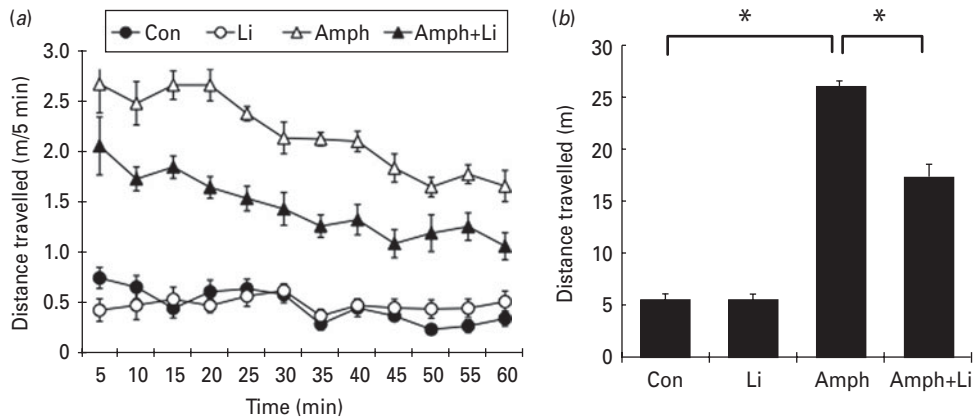 (a)
Con Li Amph Amph+Li
Distance travelled (m/5 min)
3.0
2.5
2.0
1.5
1.0
0.5
0
5 10 15 20 25 30 35 40 45 50 55 60
Time (min)
(b)
* *
Distance travelled (m)
30
25
20
15
10
5
0
Con Li Amph Amph+Li